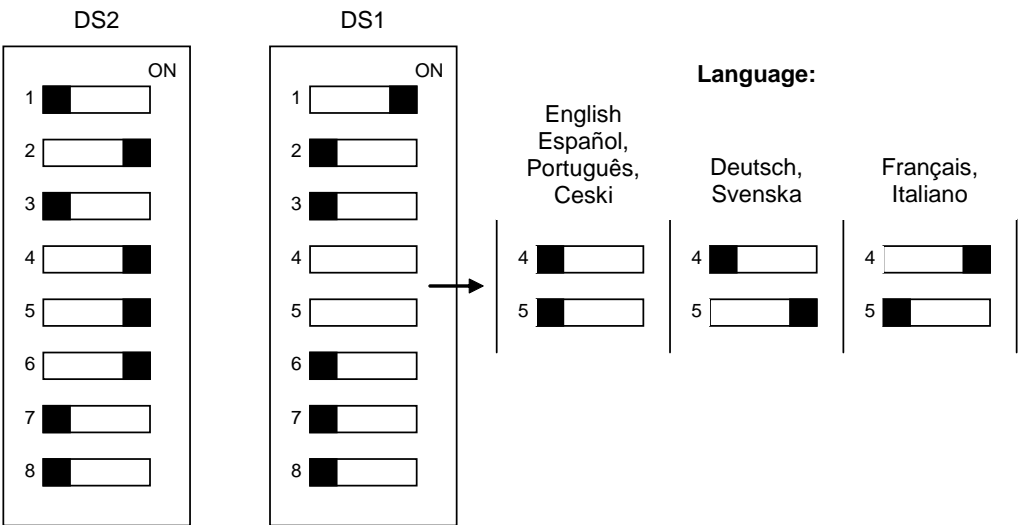 DS2
ON
1
2
3
4
5
6
7
8
DS1
ON
1
2
3
4
5
6
7
8
Language:
English
Español,
Português,
Ceski
4
5
Deutsch,
Svenska
4
5
Français,
Italiano
4
5